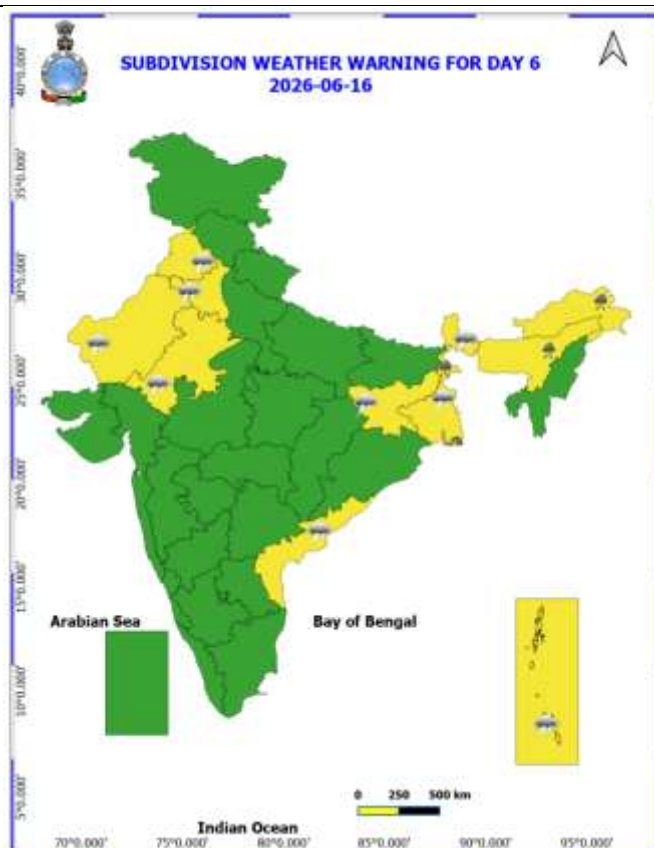 SUBDIVISION WEATHER WARNING FOR DAY 6
2026-06-16
40°0.000'
35°0.000'
30°0.000'
25°0.000'
20°0.000'
15°0.000'
10°0.000'
5°0.000'
Arabian Sea
Bay of Bengal
0 250 500 km
Indian Ocean
70°0.000' 75°0.000' 80°0.000' 85°0.000' 90°0.000' 95°0.000'